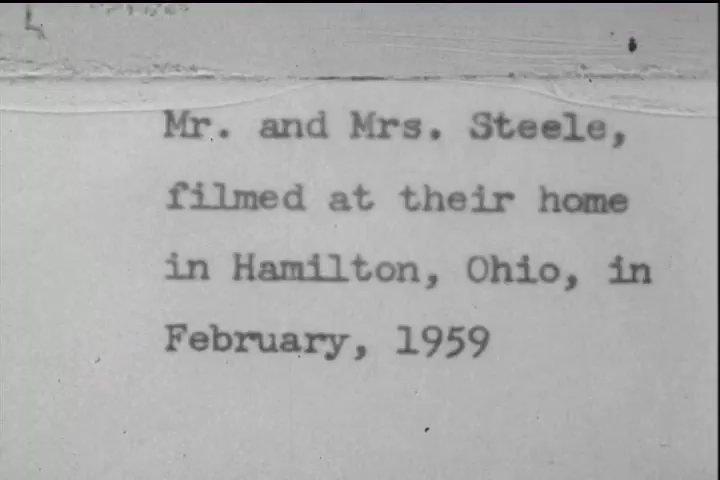 Mr. and Mrs. Steele,
filmed at their home
in Hamilton, Ohio, in
February, 1959